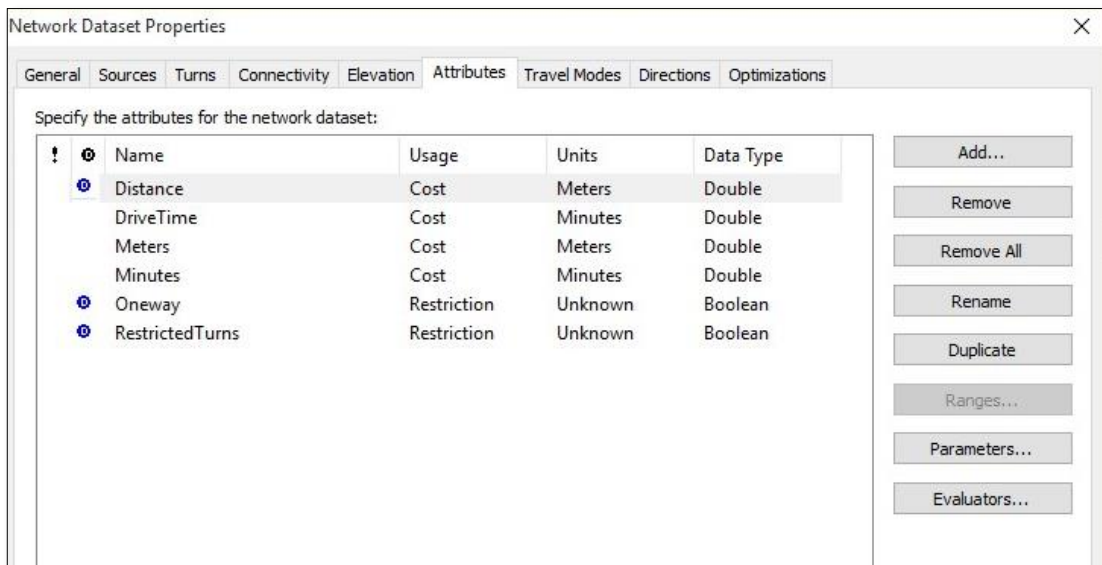 Network Dataset Properties
General Sources Turns Connectivity Elevation Attributes Travel Modes Directions Optimizations
Specify the attributes for the network dataset:
! Name Usage Units Data Type
Distance Cost Meters Double
DriveTime Cost Minutes Double
Meters Cost Meters Double
Minutes Cost Minutes Double
Oneway Restriction Unknown Boolean
RestrictedTurns Restriction Unknown Boolean
Add...
Remove
Remove All
Rename
Duplicate
Ranges...
Parameters...
Evaluators...